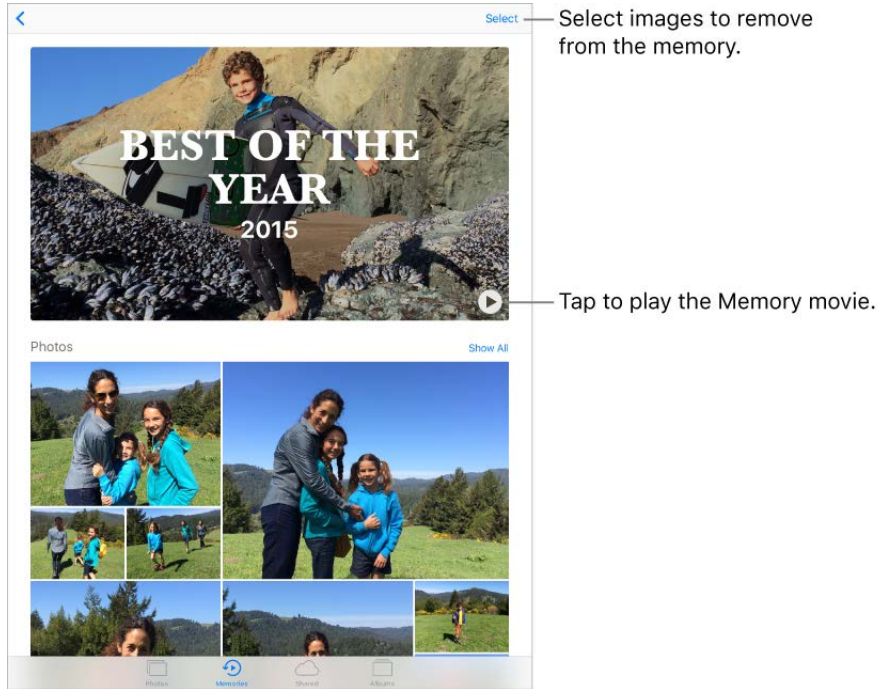 Select
Select images to remove
from the memory.
BEST OF THE
YEAR
2015
Tap to play the Memory movie.
Photos
Show All
Photos
Memories
Shared
Albums